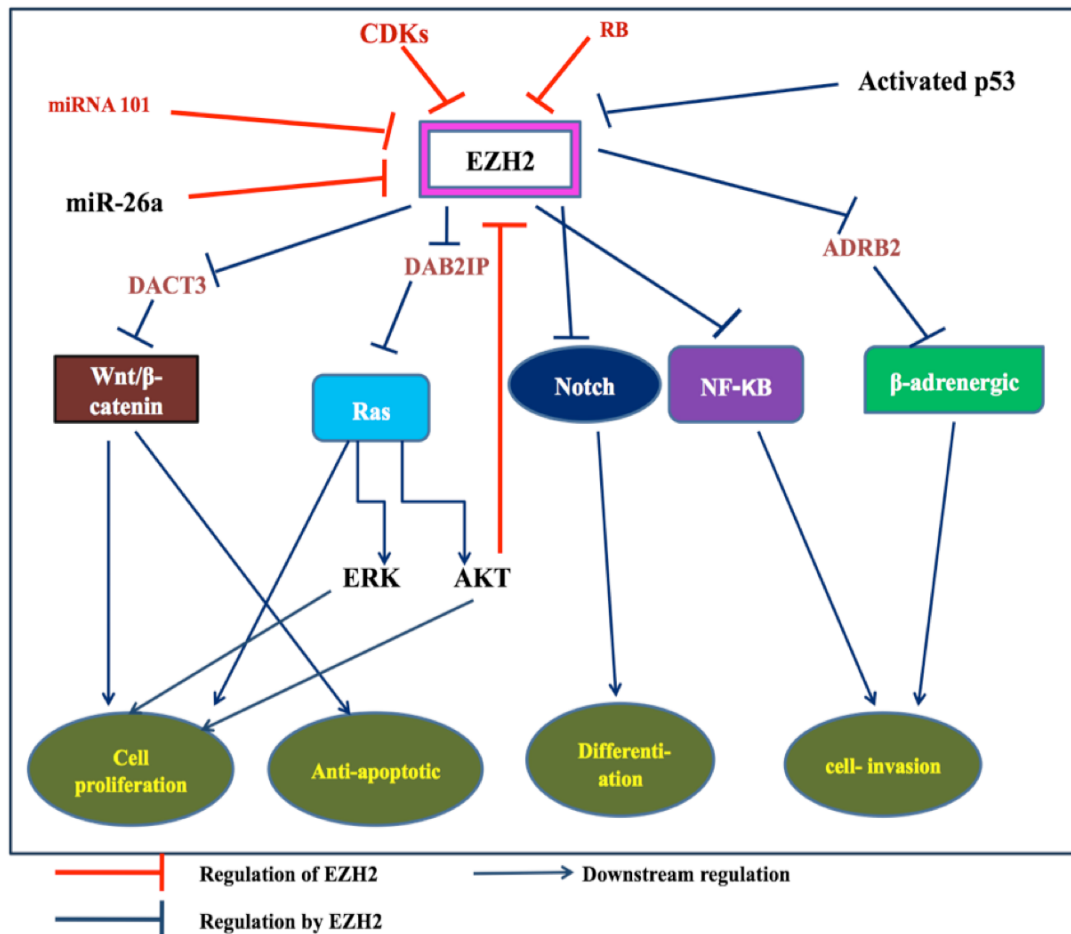 CDKs
RB
Activated p53
miRNA 101
EZH2
miR-26a
ADRB2
DAB2IP
DACT3
Wnt/β-
catenin
Ras
Notch
NF-KB
β-adrenergic
ERK
AKT
Cell
proliferation
Anti-apoptotic
Differenti-
ation
cell- invasion
Regulation of EZH2
Downstream regulation
Regulation by EZH2